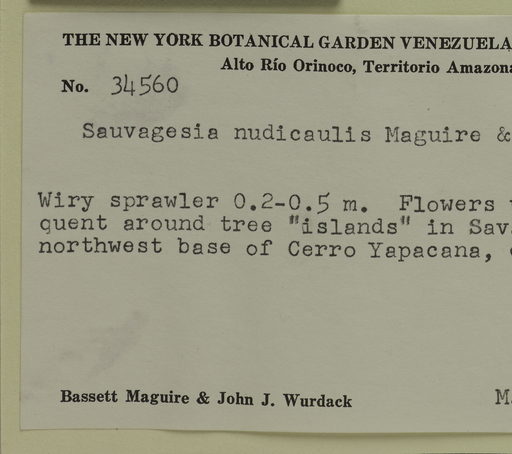 THE NEW YORK BOTANICAL GARDEN VENEZUELA
Alto Río Orinoco, Territorio Amazona
No. 34560
Sauvagesia nudicaulis Maguire &
Wiry sprawler 0.2-0.5 m. Flowers
quent around tree "islands" in Sav
northwest base of Cerro Yapacana,
Bassett Maguire & John J. Wurdack